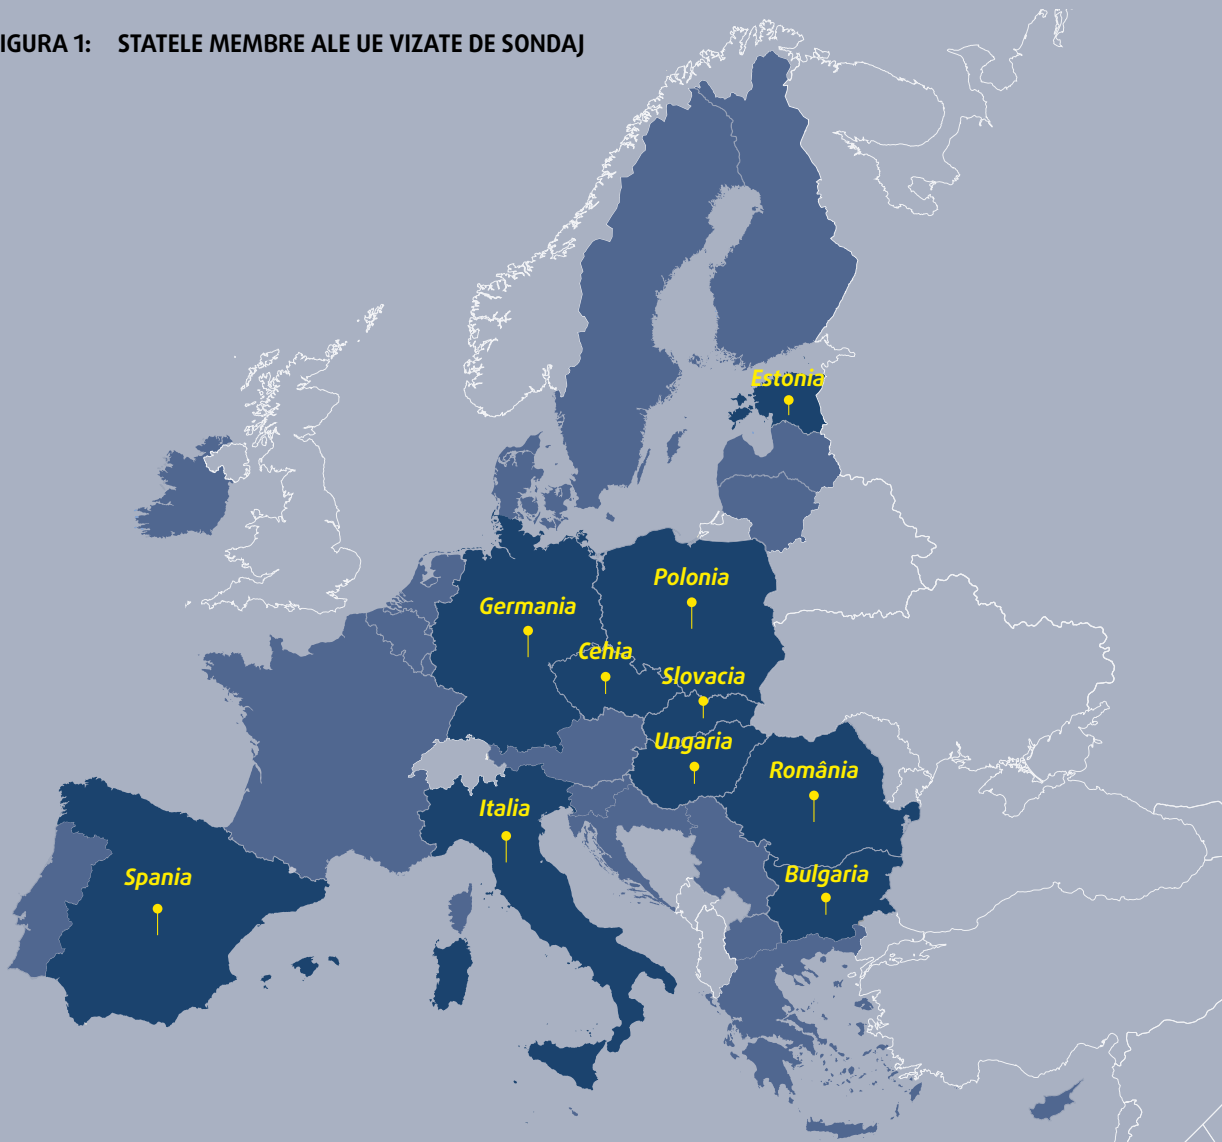 IGURA 1: STATELE MEMBRE ALE UE VIZATE DE SONDAJ
Estonia
Polonia
Germania
Cehia
Slovacia
Ungaria
România
Italia
Bulgaria
Spania